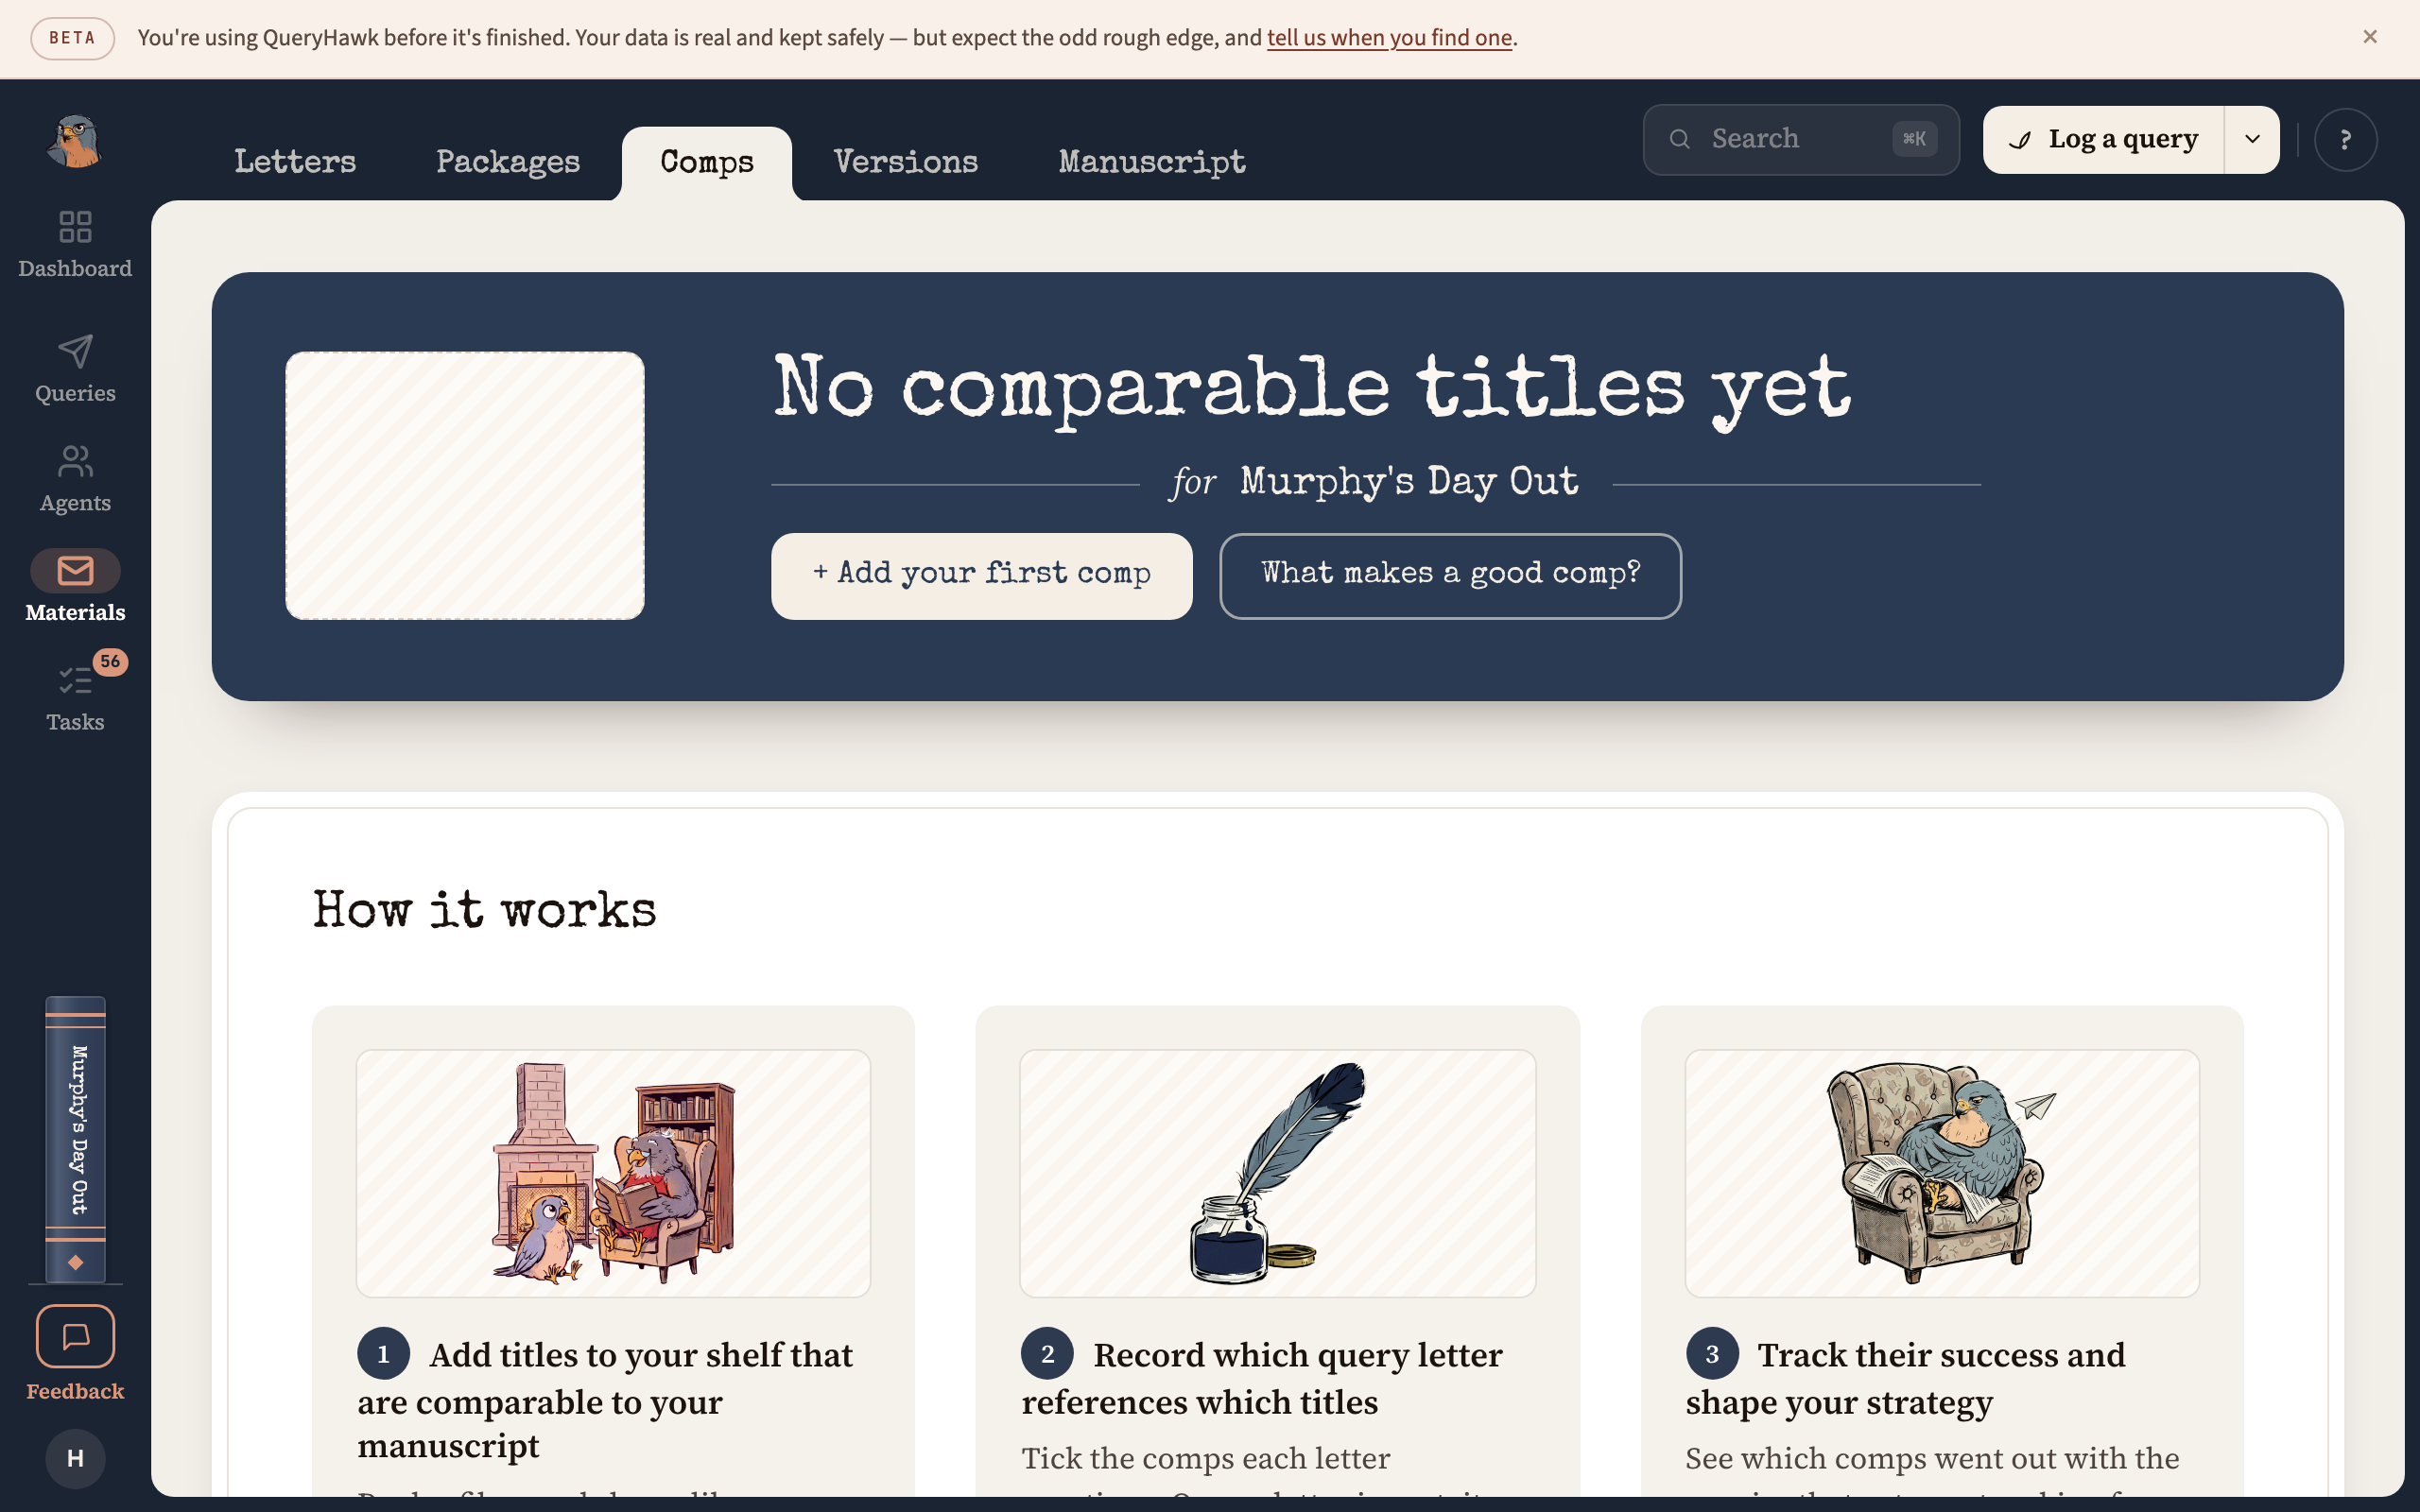 BETA
You're using QueryHawk before it's finished. Your data is real and kept safely — but expect the odd rough edge, and tell us when you find one.
×
Letters
Packages
Comps
Versions
Manuscript
Search
⌘K
Log a query
?
Dashboard
Queries
Agents
Materials
56
Tasks
Murphy's Day Out
Feedback
H
No comparable titles yet
for Murphy's Day Out
+ Add your first comp
What makes a good comp?
How it works
1 Add titles to your shelf that
are comparable to your
manuscript
2 Record which query letter
references which titles
Tick the comps each letter
3 Track their success and
shape your strategy
See which comps went out with the